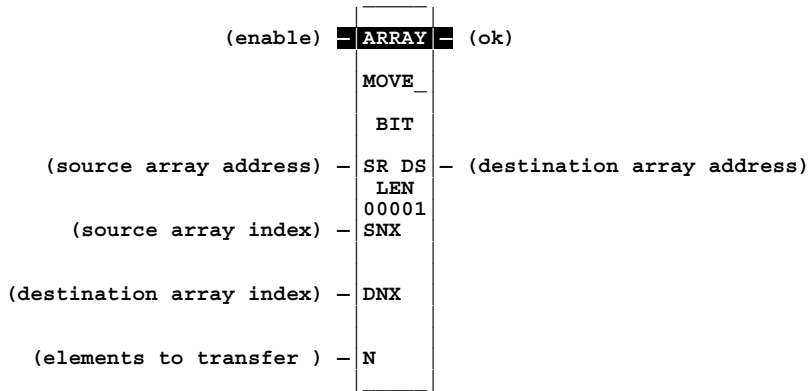 (enable) ARRAY (ok)
MOVE_
BIT
(source array address) SR DS (destination array address)
LEN
00001
(source array index) SNX
(destination array index) DNX
(elements to transfer ) N